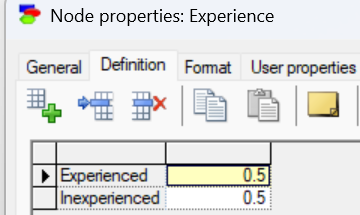 Node properties: Experience
General Definition Format User properties
Experienced 0.5
Inexperienced 0.5